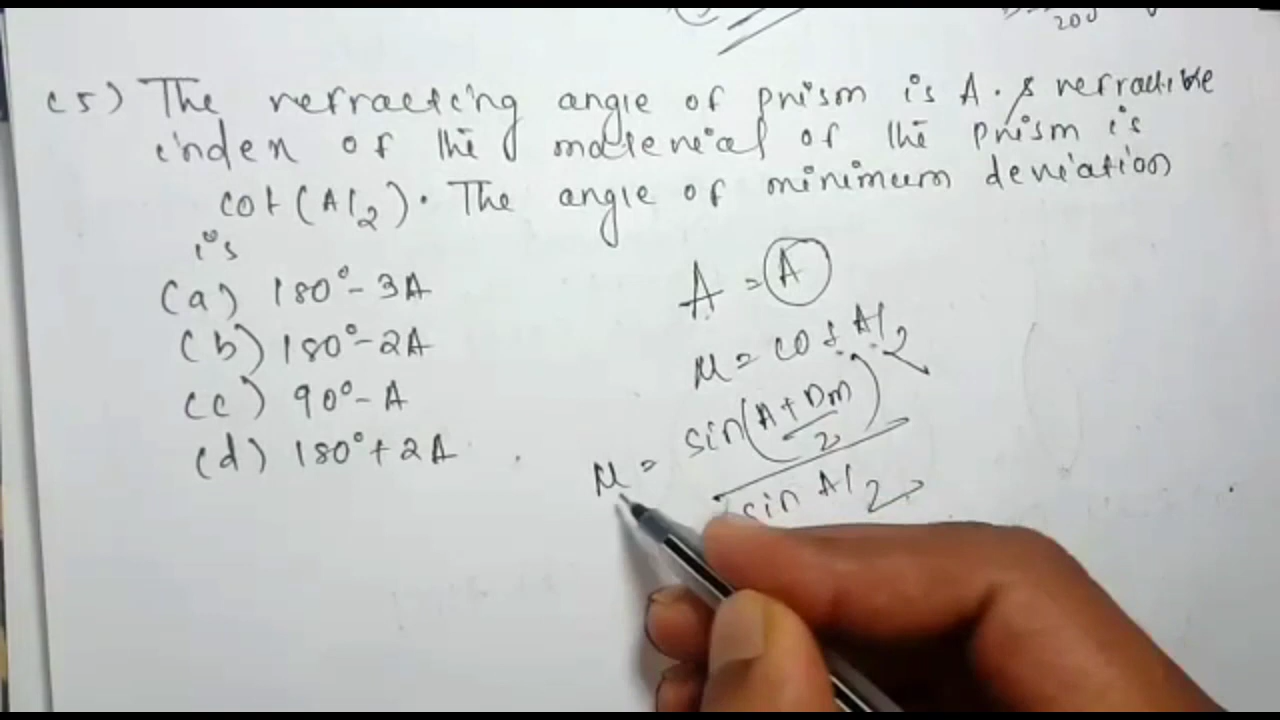 200
(5) The refracting angle of prism is A. & refractive
index of the material of the prism is
cot(A/2). The angle of minimum deviation
is
(a) 180° - 3A
(b) 180° - 2A
(c) 90° - A
(d) 180° + 2A
A = A
μ = cot A/2
μ = sin(A + Dm / 2)
sin A/2